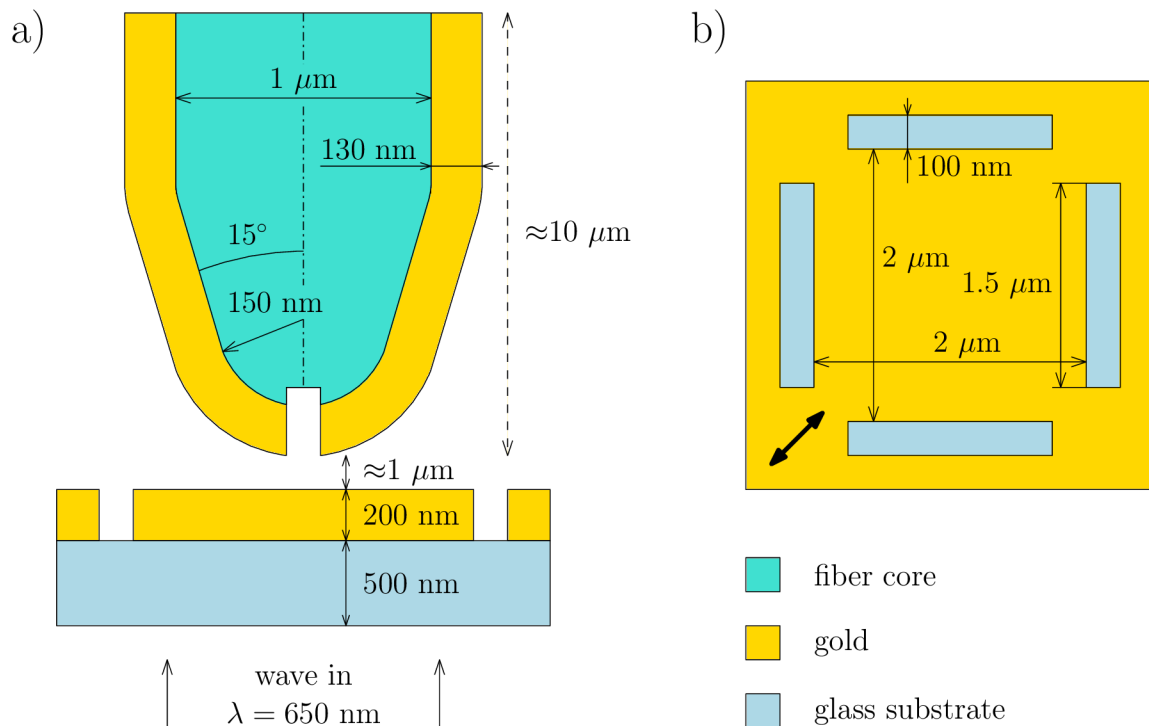 a)
1 μm
130 nm
15°
≈10 μm
150 nm
≈1 μm
200 nm
500 nm
wave in
λ = 650 nm
b)
100 nm
2 μm
1.5 μm
2 μm
fiber core
gold
glass substrate